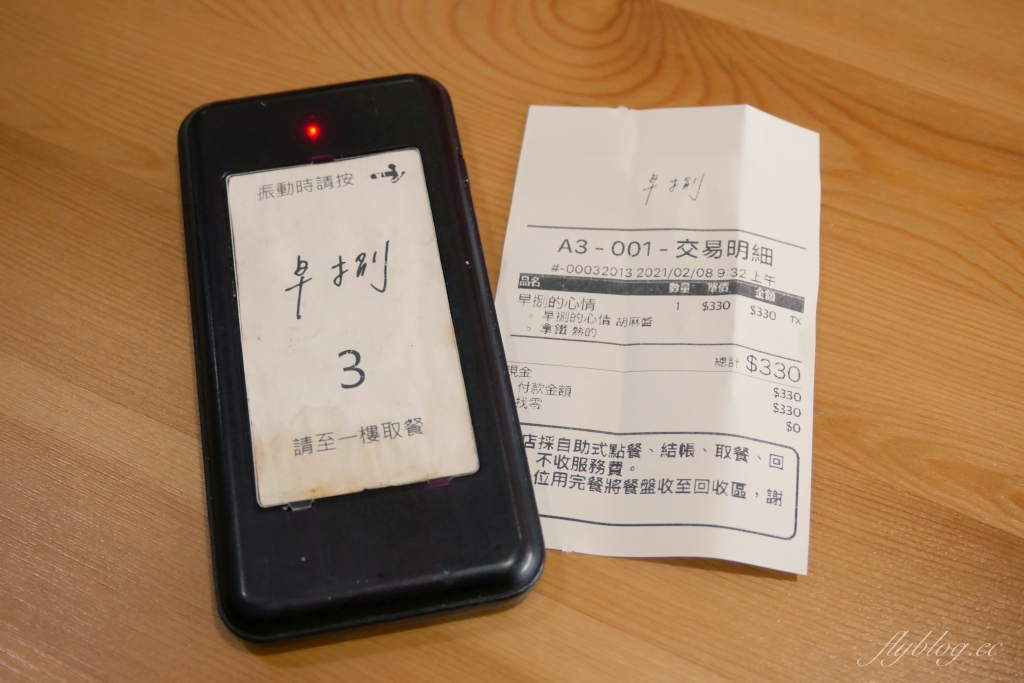 振動時請按
早捌
3
請至一樓取餐
早捌
A3-001-交易明細
#-00032013 2021/02/08 9:32 上午
品名 數量 單價 金額
早捌的心情 1 $330 $330 TX
。 早捌的心情 胡麻醬
。 拿鐵 熱的
總計 $330
現金 $330
付款金額 $330
找零 $0
店採自助式點餐、結帳、取餐、回
不收服務費。
位用完餐將餐盤收至回收區，謝
flyblog.cc